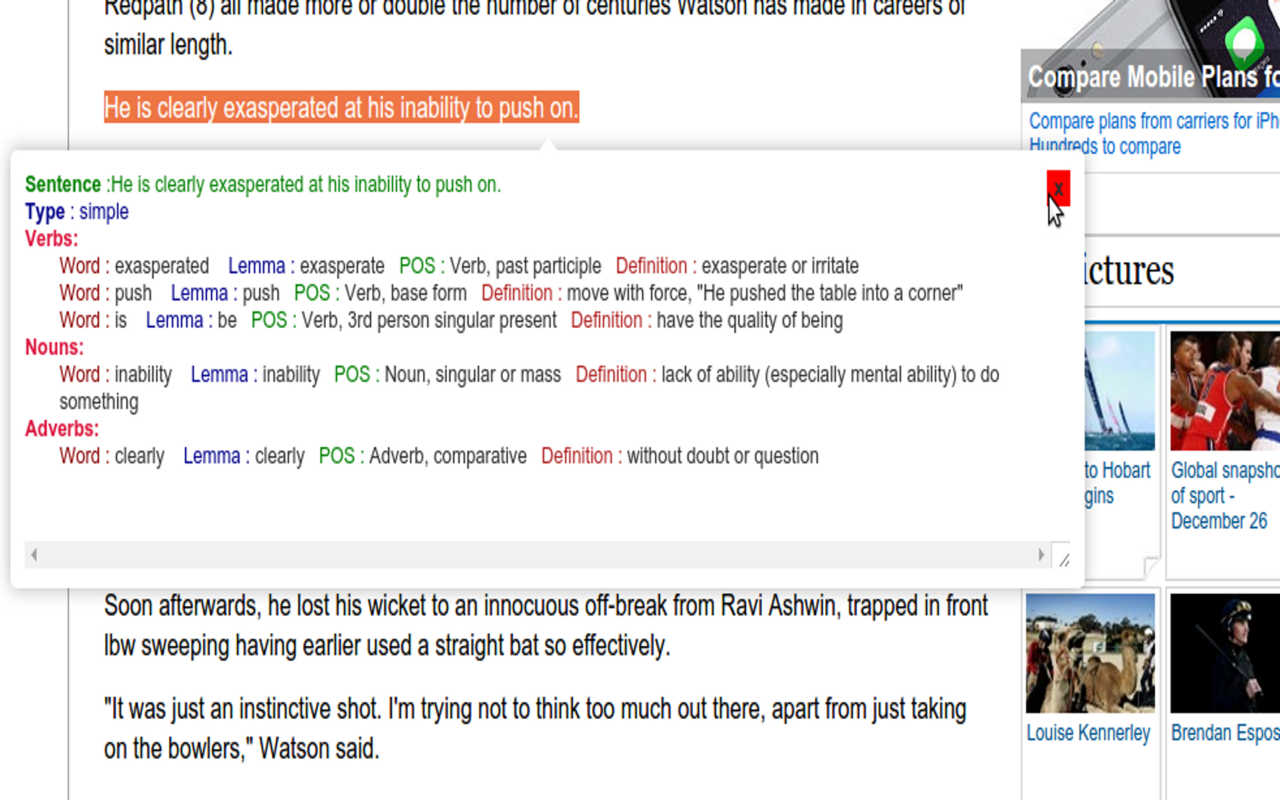 Redpath (8) all made more or double the number of centuries Watson has made in careers of
similar length.
He is clearly exasperated at his inability to push on.
Sentence :He is clearly exasperated at his inability to push on.
x
Type : simple
Verbs:
Word : exasperated Lemma : exasperate POS : Verb, past participle Definition : exasperate or irritate
Word : push Lemma : push POS : Verb, base form Definition : move with force, "He pushed the table into a corner"
Word : is Lemma : be POS : Verb, 3rd person singular present Definition : have the quality of being
Nouns:
Word : inability Lemma : inability POS : Noun, singular or mass Definition : lack of ability (especially mental ability) to do
something
Adverbs:
Word : clearly Lemma : clearly POS : Adverb, comparative Definition : without doubt or question
Soon afterwards, he lost his wicket to an innocuous off-break from Ravi Ashwin, trapped in front
lbw sweeping having earlier used a straight bat so effectively.
"It was just an instinctive shot. I'm trying not to think too much out there, apart from just taking
on the bowlers," Watson said.
Compare Mobile Plans fo
Compare plans from carriers for iPh
Hundreds to compare
ictures
to Hobart
gins
Global snapsho
of sport -
December 26
Louise Kennerley
Brendan Espos